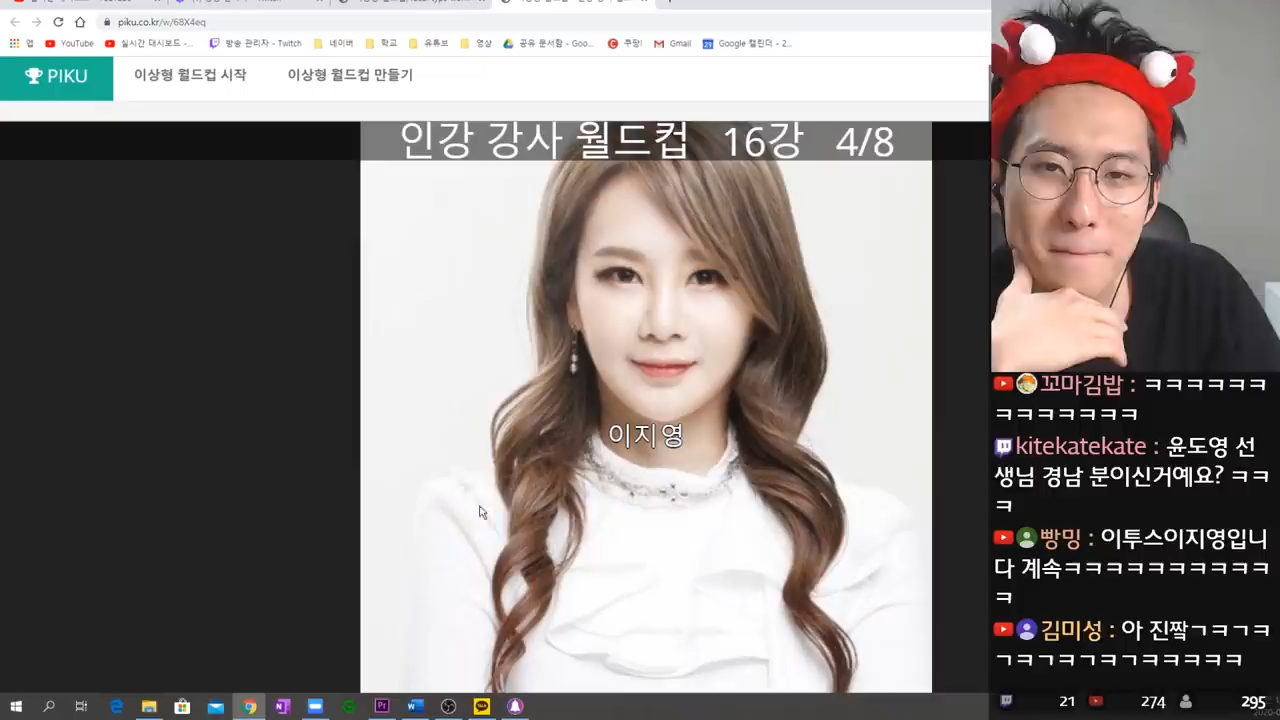 piku.co.kr/w/68X4eq
앱 YouTube 실시간 대시보드 -... 방송 관리자 - Twitch 네이버 학교 유튜브 영상 공유 문서함 - Goo... 쿠팡! Gmail Google 캘린더 - 2...
PIKU 이상형 월드컵 시작 이상형 월드컵 만들기
인강 강사 월드컵 16강 4/8
이지영
꼬마김밥 : ㅋㅋㅋㅋㅋㅋ
ㅋㅋㅋㅋㅋㅋㅋ
kitekatekate : 윤도영 선
생님 경남 분이신거예요? ㅋㅋ
ㅋ
빵밍 : 이투스이지영입니
다 계속ㅋㅋㅋㅋㅋㅋㅋㅋㅋㅋ
ㅋ
김미성 : 아 진짴ㄱㅋㄱㅋ
ㄱㅋㄱㅋㄱㅋㄱㅋㅋㅋㅋㅋ
21 274 295